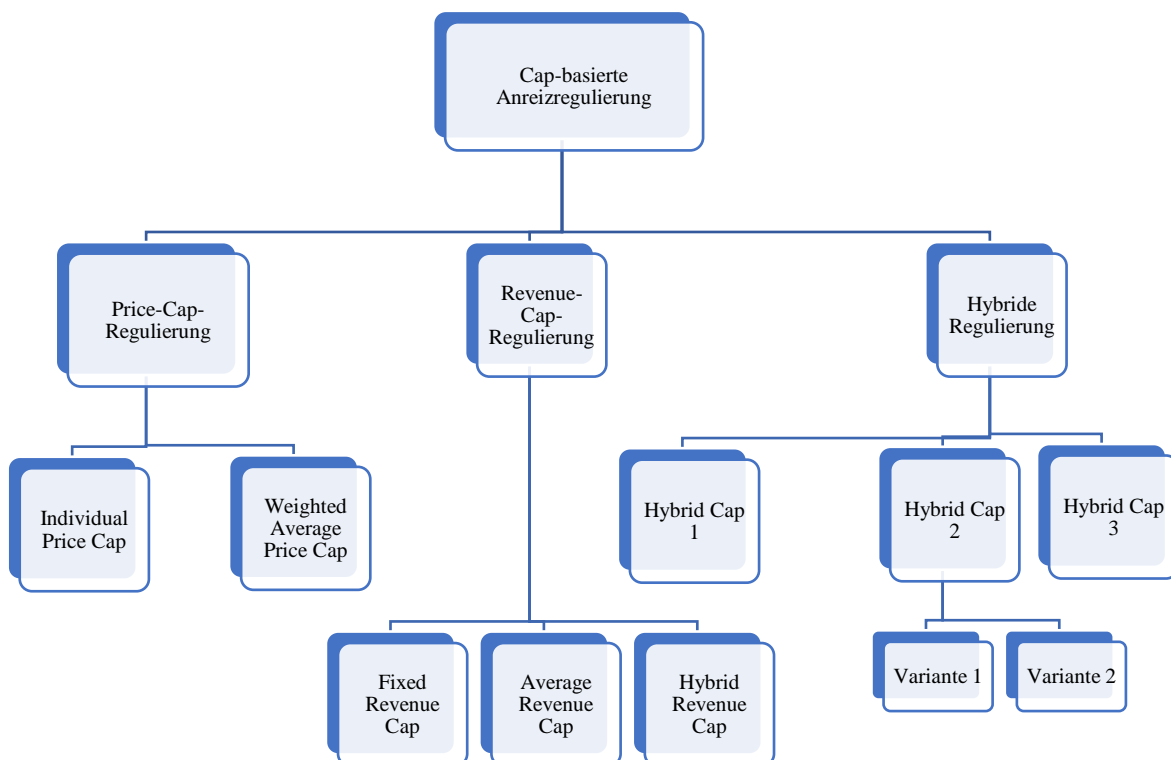 Cap-basierte
Anreizregulierung
Price-Cap-
Regulierung
Revenue-
Cap-
Regulierung
Hybride
Regulierung
Individual
Price Cap
Weighted
Average
Price Cap
Hybrid Cap
1
Hybrid Cap
2
Hybrid Cap
3
Fixed
Revenue
Cap
Average
Revenue
Cap
Hybrid
Revenue
Cap
Variante 1
Variante 2